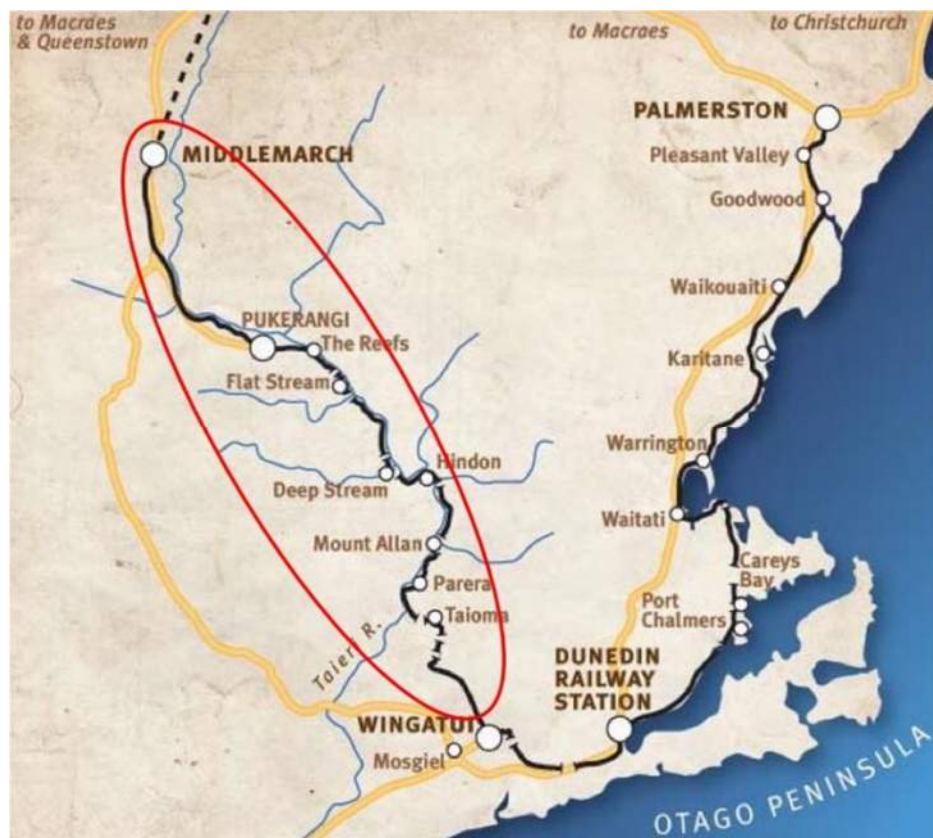 to Macraes
& Queenstown
to Macraes
to Christchurch
PALMERSTON
MIDDLEMARCH
Pleasant Valley
Goodwood
Waikouaiti
PUKERANGI
The Reefs
Karitane
Flat Stream
Warrington
Hindon
Deep Stream
Waitati
Mount Allan
Careys
Bay
Parera
Port
Chalmers
Taioma
Taieri R.
DUNEDIN
RAILWAY
STATION
WINGATUI
Mosgiel
OTAGO PENINSULA